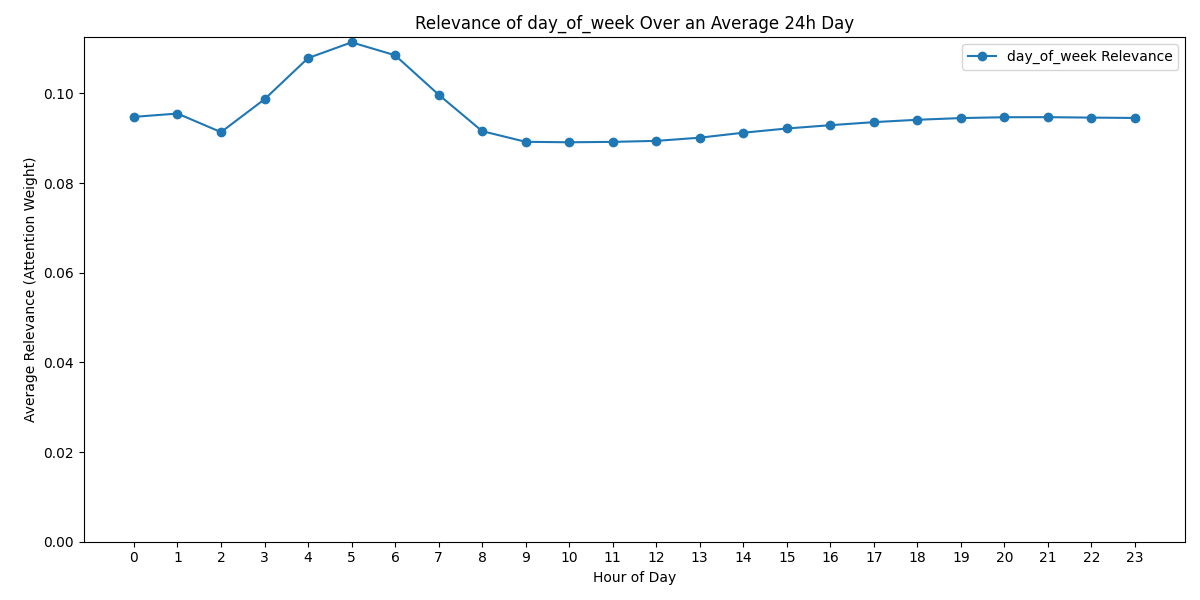 Relevance of day_of_week Over an Average 24h Day
day_of_week Relevance
Average Relevance (Attention Weight)
0.10
0.08
0.06
0.04
0.02
0.00
0 1 2 3 4 5 6 7 8 9 10 11 12 13 14 15 16 17 18 19 20 21 22 23
Hour of Day